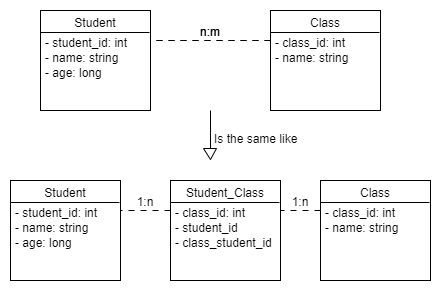 Student
- student_id: int
- name: string
- age: long
n:m
Class
- class_id: int
- name: string
Is the same like
Student
- student_id: int
- name: string
- age: long
1:n
Student_Class
- class_id: int
- student_id
- class_student_id
1:n
Class
- class_id: int
- name: string